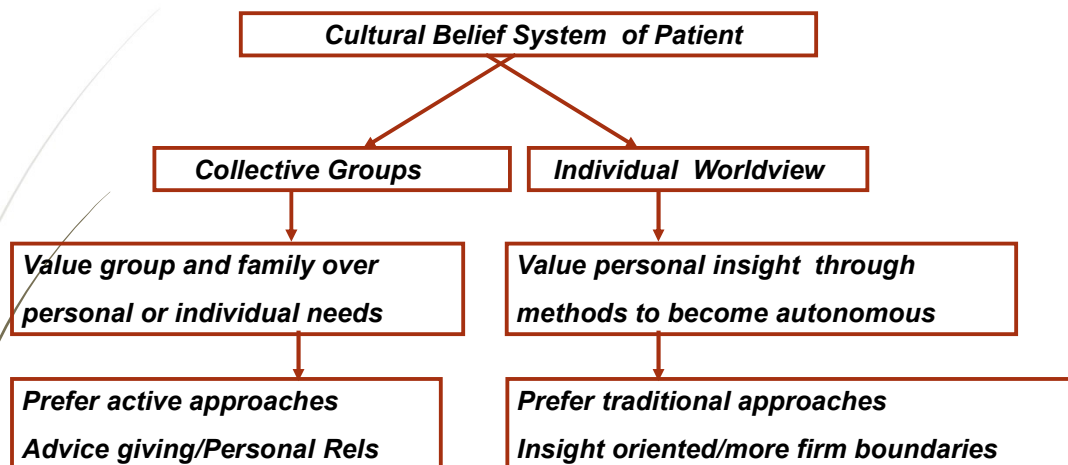 Cultural Belief System of Patient
Collective Groups
Individual Worldview
Value group and family over
personal or individual needs
Value personal insight through
methods to become autonomous
Prefer active approaches
Advice giving/Personal Rels
Prefer traditional approaches
Insight oriented/more firm boundaries